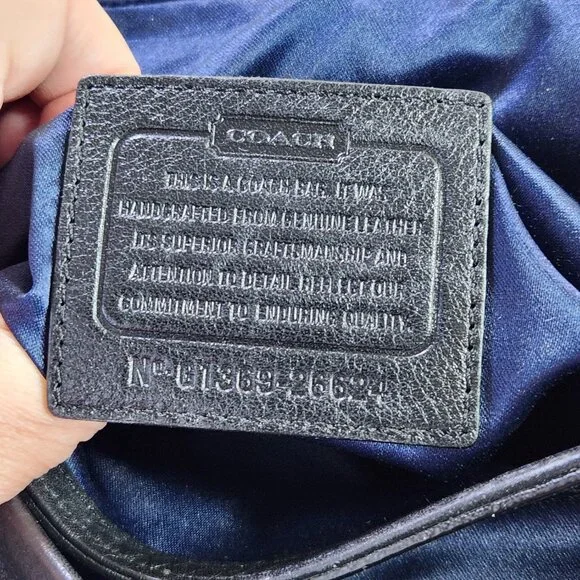 COACH
THIS IS A COACH BAG. IT WAS
HANDCRAFTED FROM GENUINE LEATHER
ITS SUPERIOR CRAFTSMANSHIP AND
ATTENTION TO DETAIL REFLECT OUR
COMMITMENT TO ENDURING QUALITY.
No G1369-26624